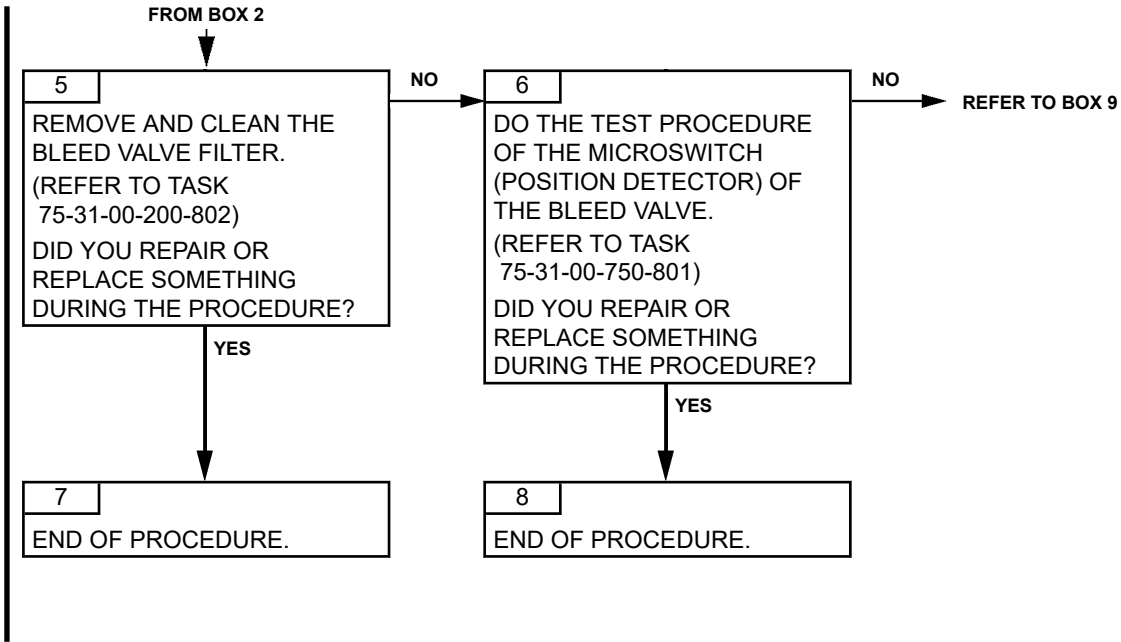 FROM BOX 2
5
REMOVE AND CLEAN THE
BLEED VALVE FILTER.
(REFER TO TASK
75-31-00-200-802)
DID YOU REPAIR OR
REPLACE SOMETHING
DURING THE PROCEDURE?
NO
YES
6
DO THE TEST PROCEDURE
OF THE MICROSWITCH
(POSITION DETECTOR) OF
THE BLEED VALVE.
(REFER TO TASK
75-31-00-750-801)
DID YOU REPAIR OR
REPLACE SOMETHING
DURING THE PROCEDURE?
NO
REFER TO BOX 9
YES
7
END OF PROCEDURE.
8
END OF PROCEDURE.